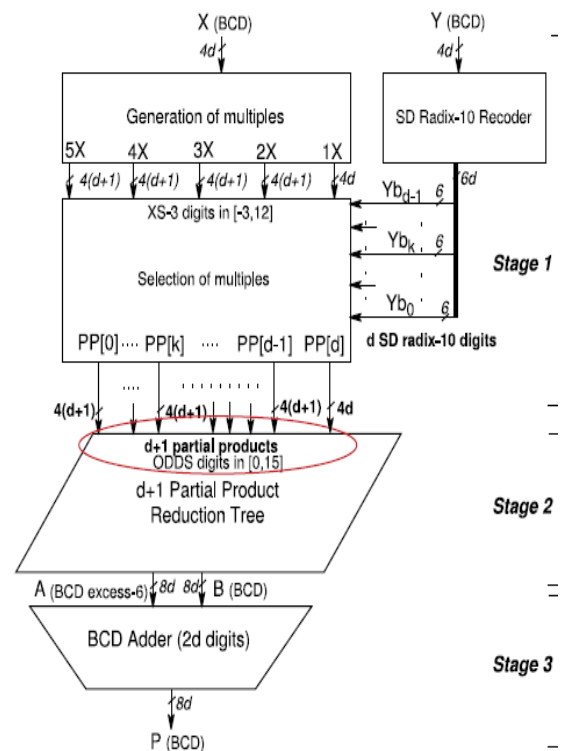 X (BCD) Y (BCD)
4d 4d
Generation of multiples
SD Radix-10 Recoder
5X 4X 3X 2X 1X
4(d+1) 4(d+1) 4(d+1) 4(d+1) 4d
6d
XS-3 digits in [-3,12]
Ybd-1 6
Ybk 6
Selection of multiples
Stage 1
Yb0 6
d SD radix-10 digits
PP[0] .... PP[k] .... PP[d-1] PP[d]
4(d+1) 4(d+1) 4(d+1) 4d
d+1 partial products
ODDS digits in [0,15]
d+1 Partial Product
Reduction Tree
Stage 2
A (BCD excess-6) 8d 8d B (BCD)
BCD Adder (2d digits)
Stage 3
8d
P (BCD)